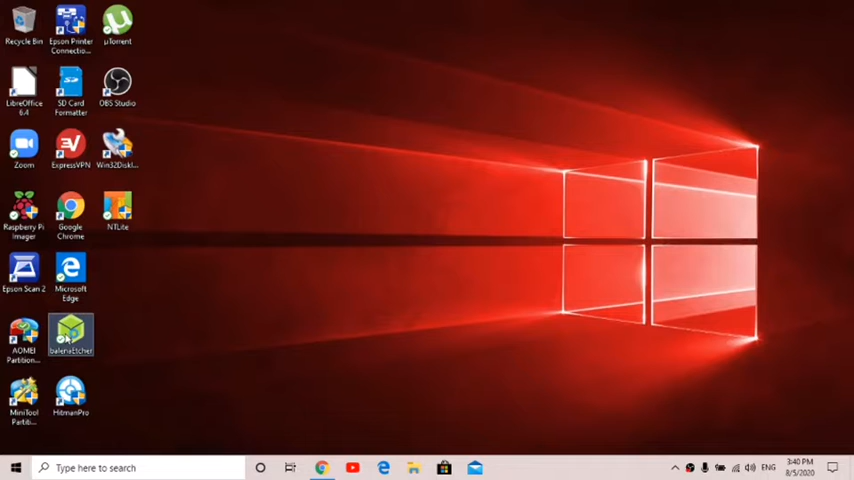 Recycle Bin
Epson Printer
Connectio...
µTorrent
LibreOffice
6.4
SD Card
Formatter
OBS Studio
Zoom
ExpressVPN
Win32DiskI...
Raspberry Pi
Imager
Google
Chrome
NTLite
Epson Scan 2
Microsoft
Edge
AOMEI
Partition...
balenaEtcher
MiniTool
Partiti...
HitmanPro
Type here to search
ENG
3:40 PM
8/5/2020